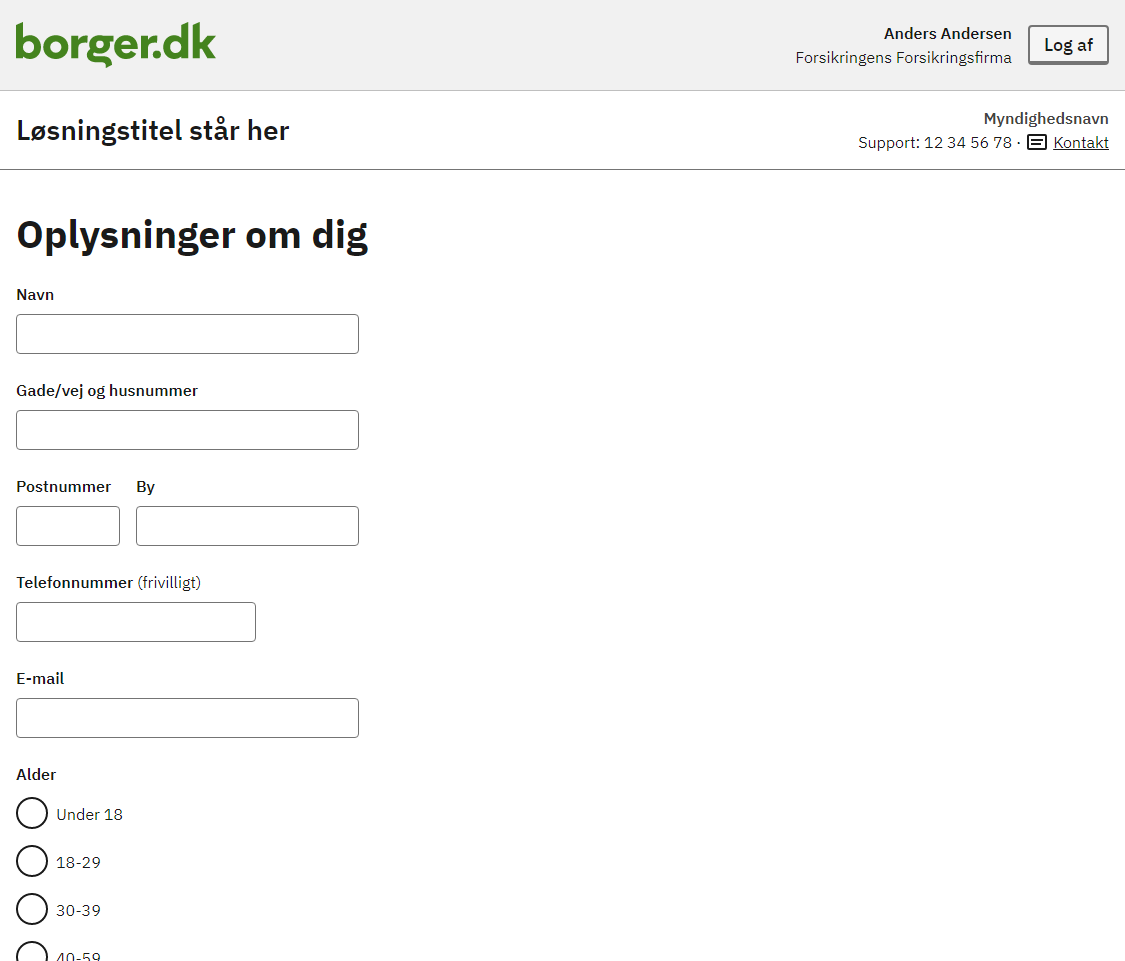 borger.dk
Anders Andersen
Forsikringens Forsikringsfirma
Log af
Løsningstitel står her
Myndighedsnavn
Support: 12 34 56 78 · Kontakt
Oplysninger om dig
Navn
Gade/vej og husnummer
Postnummer By
Telefonnummer (frivilligt)
E-mail
Alder
Under 18
18-29
30-39
40-59